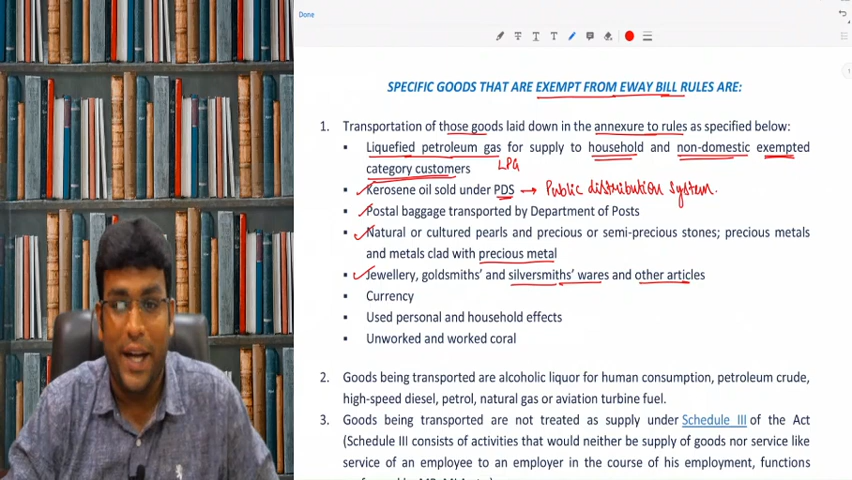 Done
SPECIFIC GOODS THAT ARE EXEMPT FROM EWAY BILL RULES ARE:
1. Transportation of those goods laid down in the annexure to rules as specified below:
▪ Liquefied petroleum gas for supply to household and non-domestic exempted
category customers LPG
▪ Kerosene oil sold under PDS → Public distribution system.
▪ Postal baggage transported by Department of Posts
▪ Natural or cultured pearls and precious or semi-precious stones; precious metals
and metals clad with precious metal
▪ Jewellery, goldsmiths' and silversmiths' wares and other articles
▪ Currency
▪ Used personal and household effects
▪ Unworked and worked coral
2. Goods being transported are alcoholic liquor for human consumption, petroleum crude,
high-speed diesel, petrol, natural gas or aviation turbine fuel.
3. Goods being transported are not treated as supply under Schedule III of the Act
(Schedule III consists of activities that would neither be supply of goods nor service like
service of an employee to an employer in the course of his employment, functions